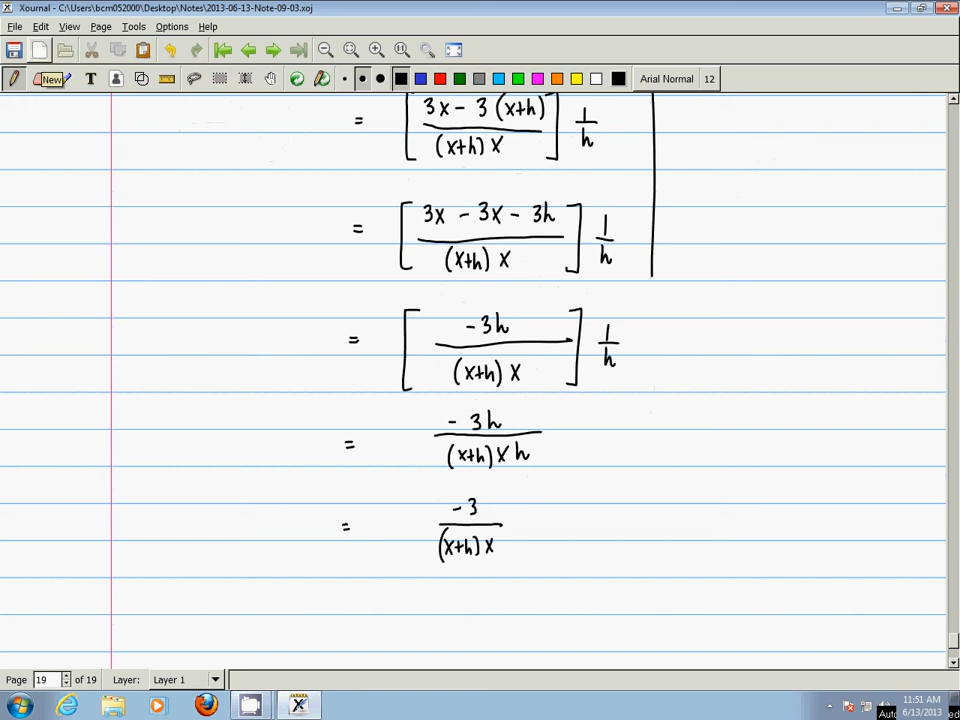 Xournal - C:\Users\bcm052000\Desktop\Notes\2013-06-13-Note-09-03.xoj
File Edit View Page Tools Options Help
New T Arial Normal 12
= [ 3x - 3 (x+h) / (x+h) x ] 1/h
= [ 3x - 3x - 3h / (x+h) x ] 1/h
= [ -3h / (x+h) x ] 1/h
= -3h / (x+h) x h
= -3 / (x+h) x
Page 19 of 19 Layer: Layer 1
11:51 AM
6/13/2013